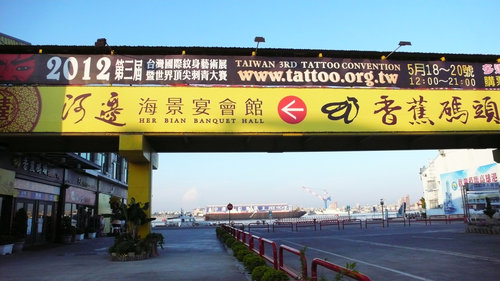 2012 第三屆 台灣國際紋身藝術展
暨世界頂尖刺青大賽
TAIWAN 3RD TATTOO CONVENTION
www.tattoo.org.tw
5月18~20號
12:00~21:00
河邊 海景宴會館
HER BIAN BANQUET HALL
香蕉碼頭